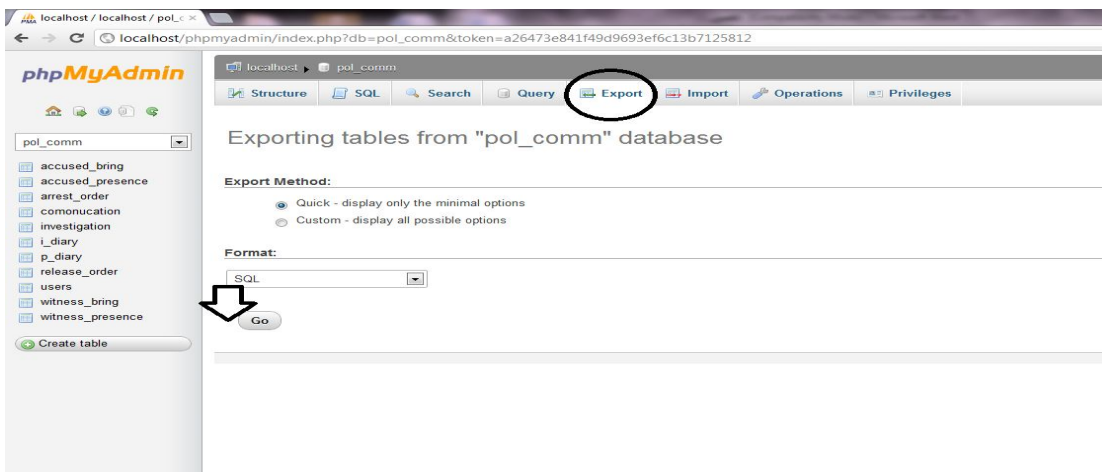 localhost / localhost / pol_c
localhost/phpmyadmin/index.php?db=pol_comm&token=a26473e841f49d9693ef6c13b7125812
phpMyAdmin
localhost pol_comm
Structure SQL Search Query Export Import Operations Privileges
pol_comm
accused_bring
accused_presence
arrest_order
comonucation
investigation
i_diary
p_diary
release_order
users
witness_bring
witness_presence
Create table
Exporting tables from "pol_comm" database
Export Method:
Quick - display only the minimal options
Custom - display all possible options
Format:
SQL
Go